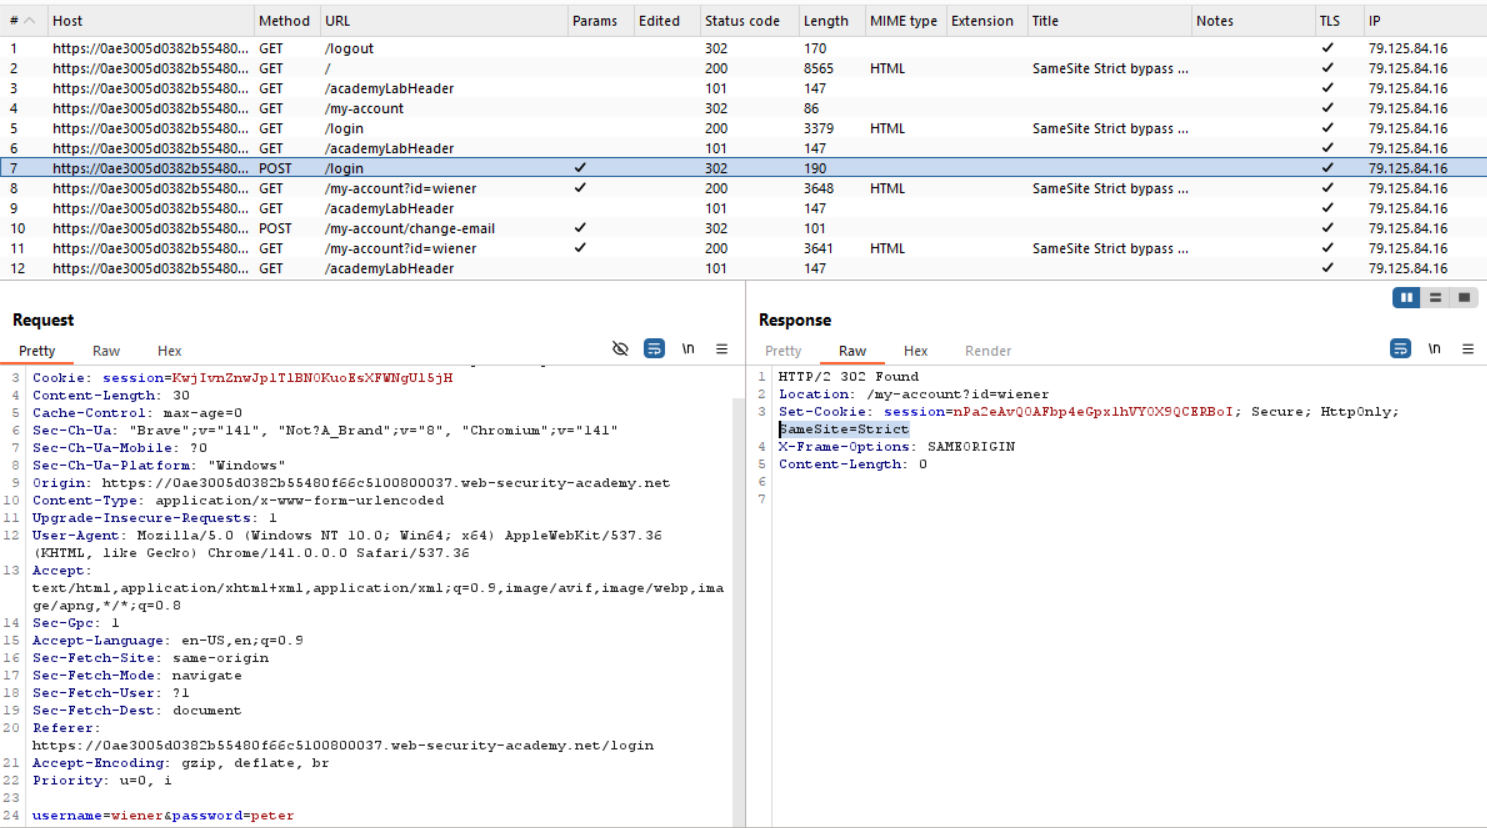 # Host Method URL Params Edited Status code Length MIME type Extension Title Notes TLS IP
1 https://0ae3005d0382b55480... GET /logout 302 170 ✓ 79.125.84.16
2 https://0ae3005d0382b55480... GET / 200 8565 HTML SameSite Strict bypass ... ✓ 79.125.84.16
3 https://0ae3005d0382b55480... GET /academyLabHeader 101 147 ✓ 79.125.84.16
4 https://0ae3005d0382b55480... GET /my-account 302 86 ✓ 79.125.84.16
5 https://0ae3005d0382b55480... GET /login 200 3379 HTML SameSite Strict bypass ... ✓ 79.125.84.16
6 https://0ae3005d0382b55480... GET /academyLabHeader 101 147 ✓ 79.125.84.16
7 https://0ae3005d0382b55480... POST /login ✓ 302 190 ✓ 79.125.84.16
8 https://0ae3005d0382b55480... GET /my-account?id=wiener ✓ 200 3648 HTML SameSite Strict bypass ... ✓ 79.125.84.16
9 https://0ae3005d0382b55480... GET /academyLabHeader 101 147 ✓ 79.125.84.16
10 https://0ae3005d0382b55480... POST /my-account/change-email ✓ 302 101 ✓ 79.125.84.16
11 https://0ae3005d0382b55480... GET /my-account?id=wiener ✓ 200 3641 HTML SameSite Strict bypass ... ✓ 79.125.84.16
12 https://0ae3005d0382b55480... GET /academyLabHeader 101 147 ✓ 79.125.84.16
Request
Pretty Raw Hex \n
3 Cookie: session=KwjIvnZnwJplTlBN0KuoEsXFWNgUl5jH
4 Content-Length: 30
5 Cache-Control: max-age=0
6 Sec-Ch-Ua: "Brave";v="141", "Not?A_Brand";v="8", "Chromium";v="141"
7 Sec-Ch-Ua-Mobile: ?0
8 Sec-Ch-Ua-Platform: "Windows"
9 Origin: https://0ae3005d0382b55480f66c5100800037.web-security-academy.net
10 Content-Type: application/x-www-form-urlencoded
11 Upgrade-Insecure-Requests: 1
12 User-Agent: Mozilla/5.0 (Windows NT 10.0; Win64; x64) AppleWebKit/537.36
(KHTML, like Gecko) Chrome/141.0.0.0 Safari/537.36
13 Accept:
text/html,application/xhtml+xml,application/xml;q=0.9,image/avif,image/webp,ima
ge/apng,*/*;q=0.8
14 Sec-Gpc: 1
15 Accept-Language: en-US,en;q=0.9
16 Sec-Fetch-Site: same-origin
17 Sec-Fetch-Mode: navigate
18 Sec-Fetch-User: ?1
19 Sec-Fetch-Dest: document
20 Referer:
https://0ae3005d0382b55480f66c5100800037.web-security-academy.net/login
21 Accept-Encoding: gzip, deflate, br
22 Priority: u=0, i
23
24 username=wiener&password=peter
Response
Pretty Raw Hex Render \n
1 HTTP/2 302 Found
2 Location: /my-account?id=wiener
3 Set-Cookie: session=nPa2eAvQ0AFbp4eGpxlhVY0X9QCERBoI; Secure; HttpOnly;
SameSite=Strict
4 X-Frame-Options: SAMEORIGIN
5 Content-Length: 0
6
7